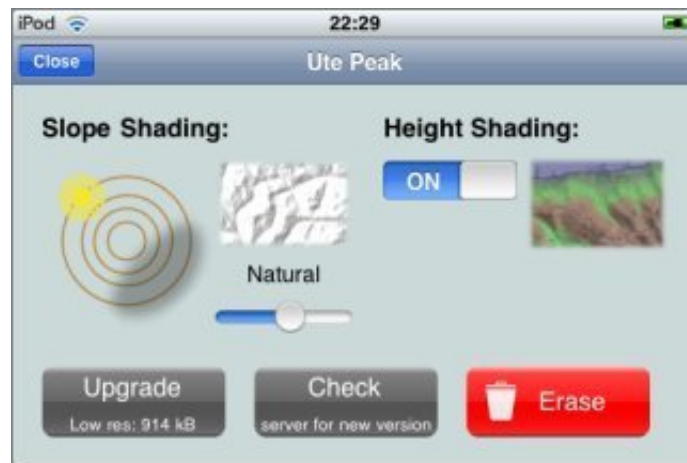 iPod 22:29
Close Ute Peak
Slope Shading: Height Shading:
ON
Natural
Upgrade Check Erase
Low res: 914 kB server for new version